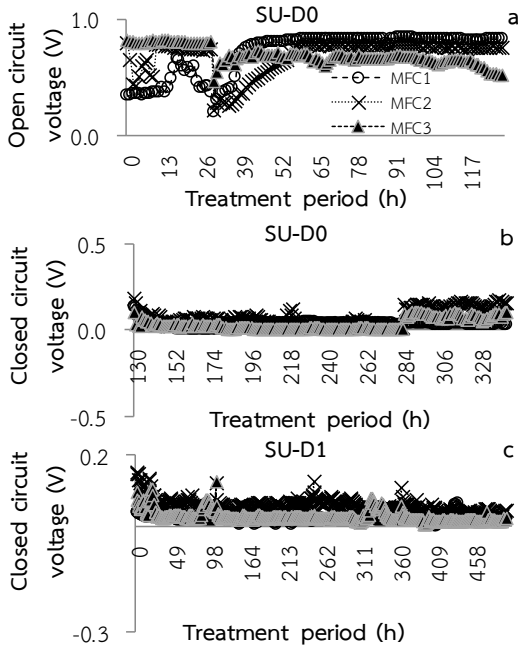 SU-D0
a
Open circuit
voltage (V)
1.0
0.0
MFC1
MFC2
MFC3
0 13 26 39 52 65 78 91 104 117
Treatment period (h)
SU-D0
b
Closed circuit
voltage (V)
0.5
0.0
-0.5
130 152 174 196 218 240 262 284 306 328
Treatment period (h)
SU-D1
c
Closed circuit
voltage (V)
0.2
-0.3
0 49 98 164 213 262 311 360 409 458
Treatment period (h)